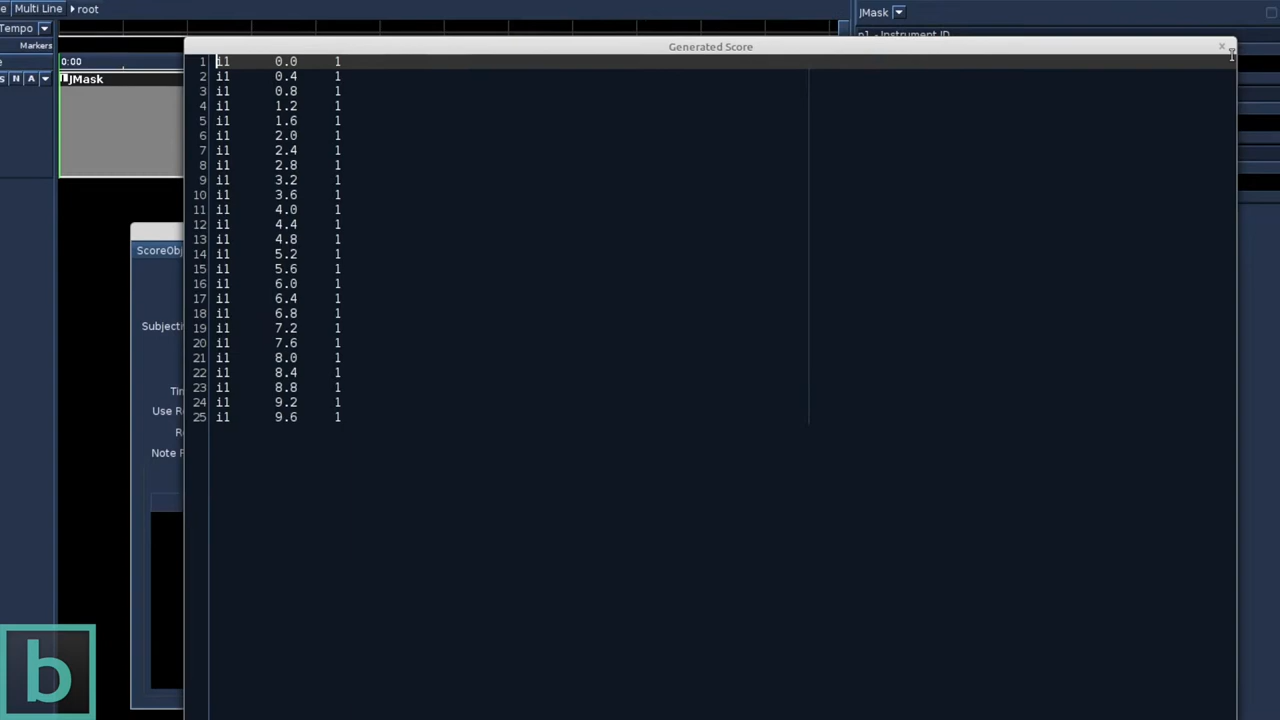 e Multi Line root
JMask
Tempo
p1 - Instrument ID
Markers
Generated Score x
0:00
S N A
JMask
1 i1 0.0 1
2 i1 0.4 1
3 i1 0.8 1
4 i1 1.2 1
5 i1 1.6 1
6 i1 2.0 1
7 i1 2.4 1
8 i1 2.8 1
9 i1 3.2 1
10 i1 3.6 1
11 i1 4.0 1
12 i1 4.4 1
13 i1 4.8 1
14 i1 5.2 1
15 i1 5.6 1
16 i1 6.0 1
17 i1 6.4 1
18 i1 6.8 1
19 i1 7.2 1
20 i1 7.6 1
21 i1 8.0 1
22 i1 8.4 1
23 i1 8.8 1
24 i1 9.2 1
25 i1 9.6 1
ScoreObj
Subjecti
Tin
Use R
R
Note F
b